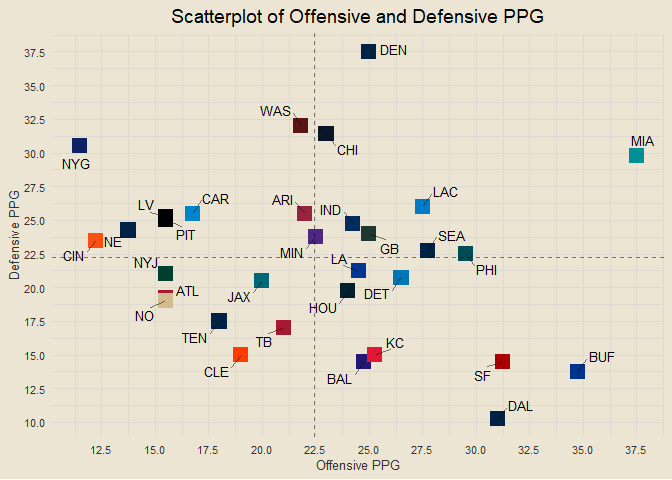 Scatterplot of Offensive and Defensive PPG
37.5
DEN
35.0
WAS
32.5
CHI
MIA
30.0
NYG
27.5
LAC
CAR
ARI
IND
LV
25.0
PIT
NE
SEA
GB
CIN
MIN
22.5
NYJ
LA
PHI
DET
20.0
ATL
JAX
HOU
NO
17.5
TEN
TB
KC
15.0
CLE
BAL
SF
BUF
12.5
DAL
10.0
Defensive PPG
12.5 15.0 17.5 20.0 22.5 25.0 27.5 30.0 32.5 35.0 37.5
Offensive PPG